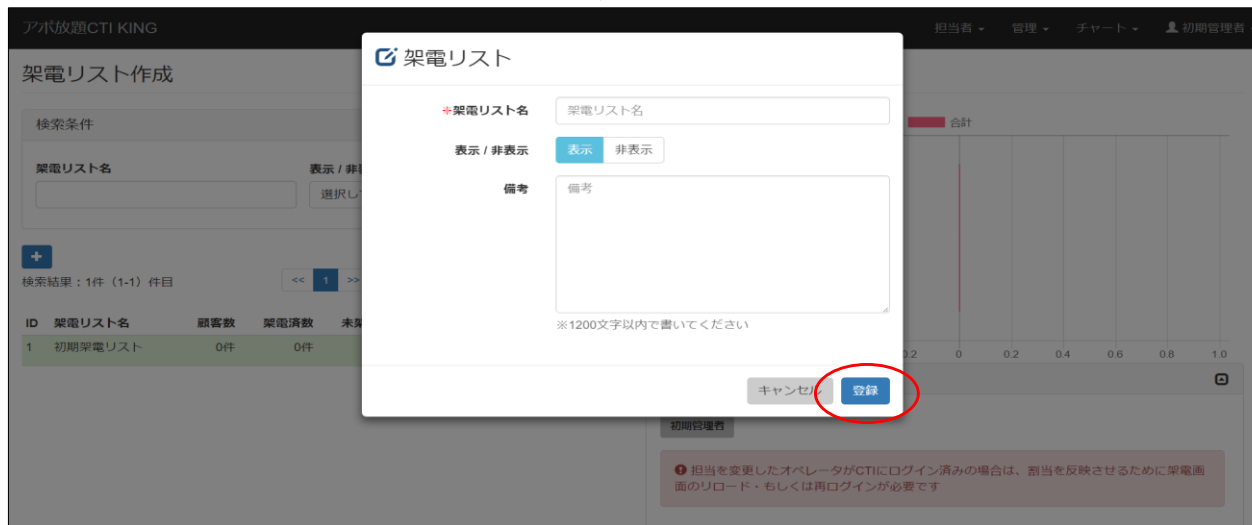 アポ放題CTI KING
担当者
管理
チャート
初期管理者
架電リスト作成
検索条件
架電リスト名
表示 / 非
選択し
検索結果：1件（1-1）件目
<< 1 >>
ID 架電リスト名 顧客数 架電済数 未架
1 初期架電リスト 0件 0件
架電リスト
*架電リスト名 架電リスト名
表示 / 非表示 表示 非表示
備考 備考
※1200文字以内で書いてください
キャンセル 登録
合計
0.2 0 0.2 0.4 0.6 0.8 1.0
初期管理者
担当を変更したオペレータがCTIにログイン済みの場合は、割当を反映させるために架電画
面のリロード・もしくは再ログインが必要です